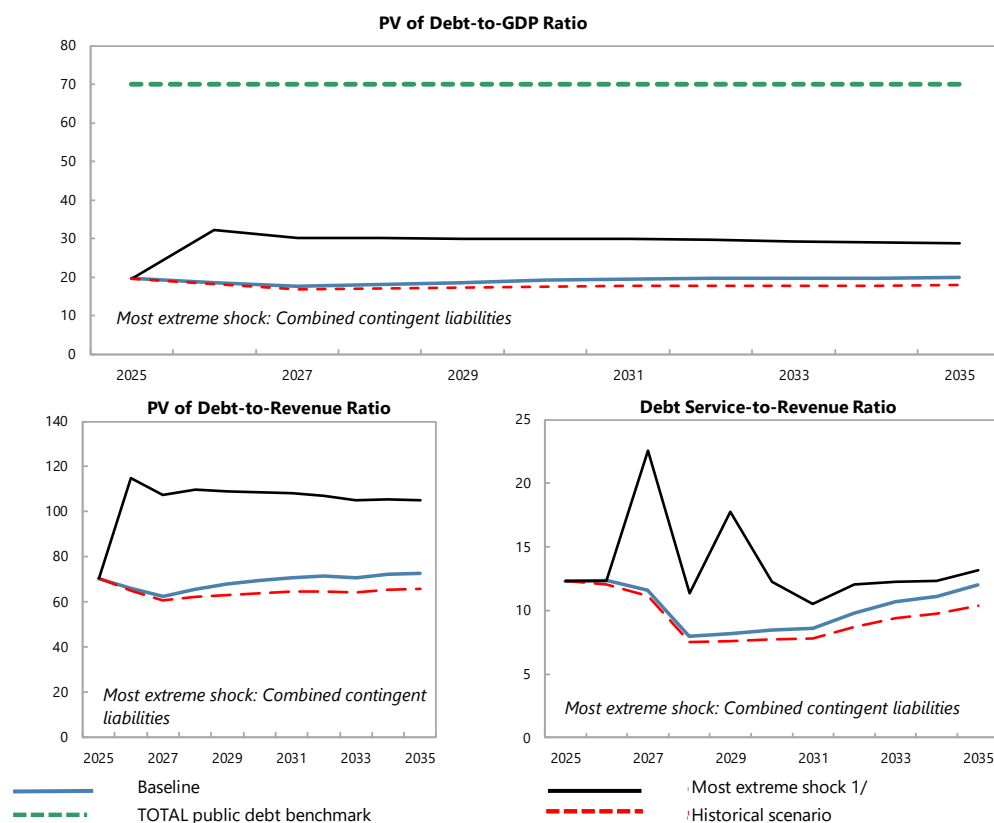 PV of Debt-to-GDP Ratio
80
70
60
50
40
30
20
10
0
Most extreme shock: Combined contingent liabilities
2025 2027 2029 2031 2033 2035
PV of Debt-to-Revenue Ratio
140
120
100
80
60
40
20
0
Most extreme shock: Combined contingent
liabilities
2025 2027 2029 2031 2033 2035
Debt Service-to-Revenue Ratio
25
20
15
10
5
0
Most extreme shock: Combined contingent liabilities
2025 2027 2029 2031 2033 2035
Baseline
Most extreme shock 1/
TOTAL public debt benchmark
Historical scenario